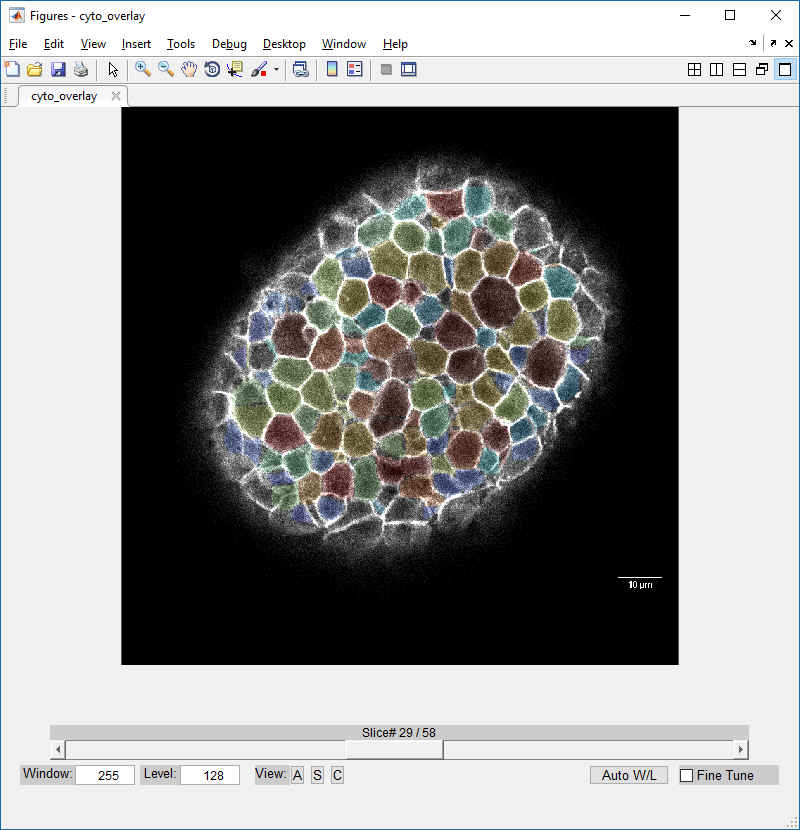 Figures - cyto_overlay
File Edit View Insert Tools Debug Desktop Window Help
cyto_overlay
10 µm
Slice# 29 / 58
Window: 255 Level: 128 View: A S C Auto W/L Fine Tune